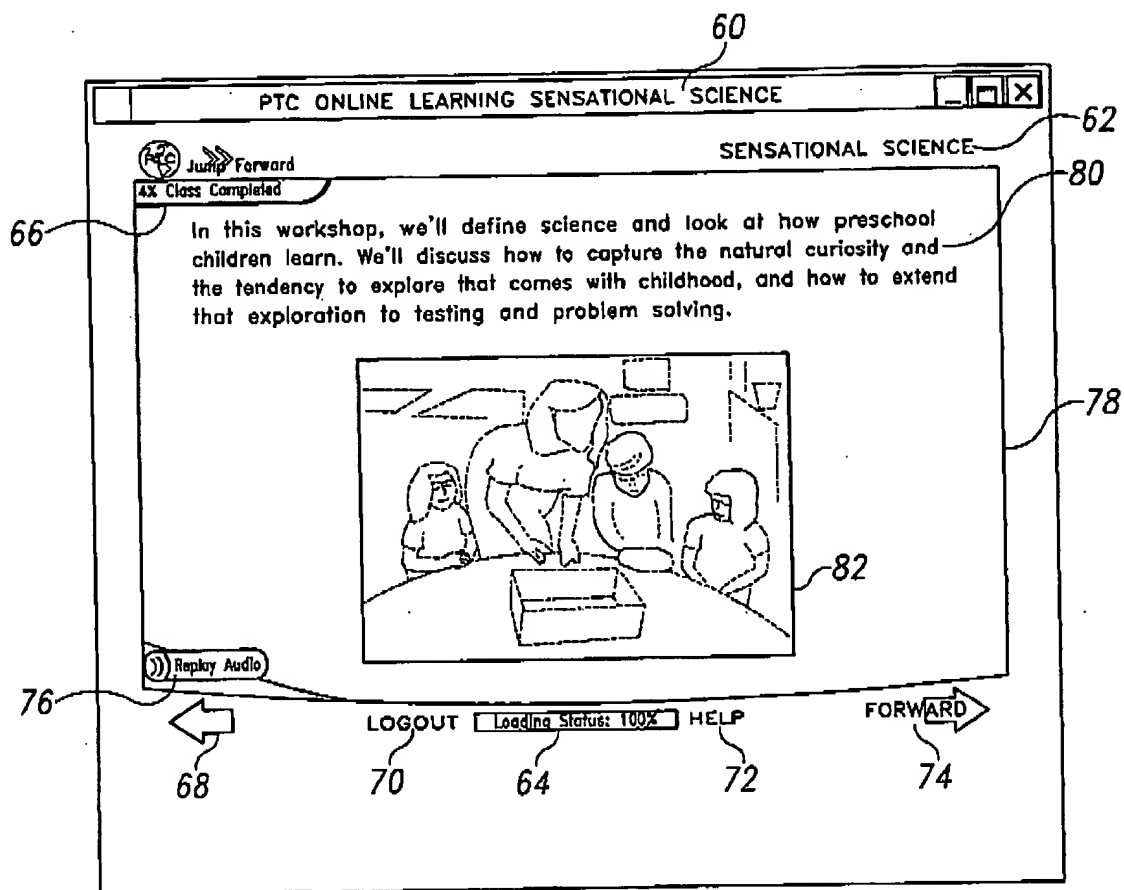 60
PTC ONLINE LEARNING SENSATIONAL SCIENCE
62
SENSATIONAL SCIENCE
Jump Forward
80
4X Class Completed
66
In this workshop, we'll define science and look at how preschool
children learn. We'll discuss how to capture the natural curiosity and
the tendency to explore that comes with childhood, and how to extend
that exploration to testing and problem solving.
78
82
Replay Audio
76
LOGOUT
Loading Status: 100%
HELP
FORWARD
68
70
64
72
74